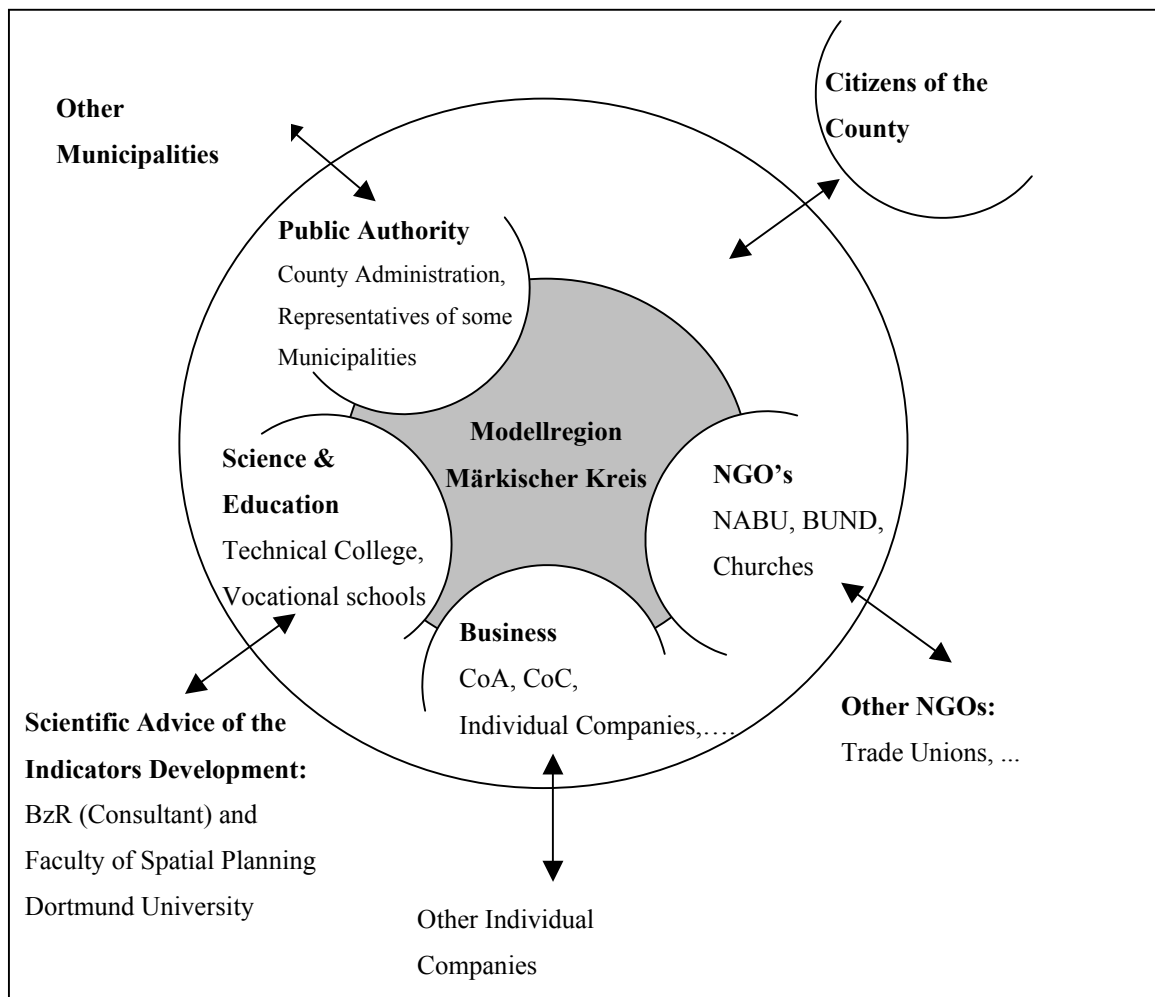 Other
Municipalities
Citizens of the
County
Public Authority
County Administration,
Representatives of some
Municipalities
Modellregion
Märkischer Kreis
Science &
Education
Technical College,
Vocational schools
NGO’s
NABU, BUND,
Churches
Business
CoA, CoC,
Individual Companies,….
Scientific Advice of the
Indicators Development:
BzR (Consultant) and
Faculty of Spatial Planning
Dortmund University
Other NGOs:
Trade Unions, ...
Other Individual
Companies